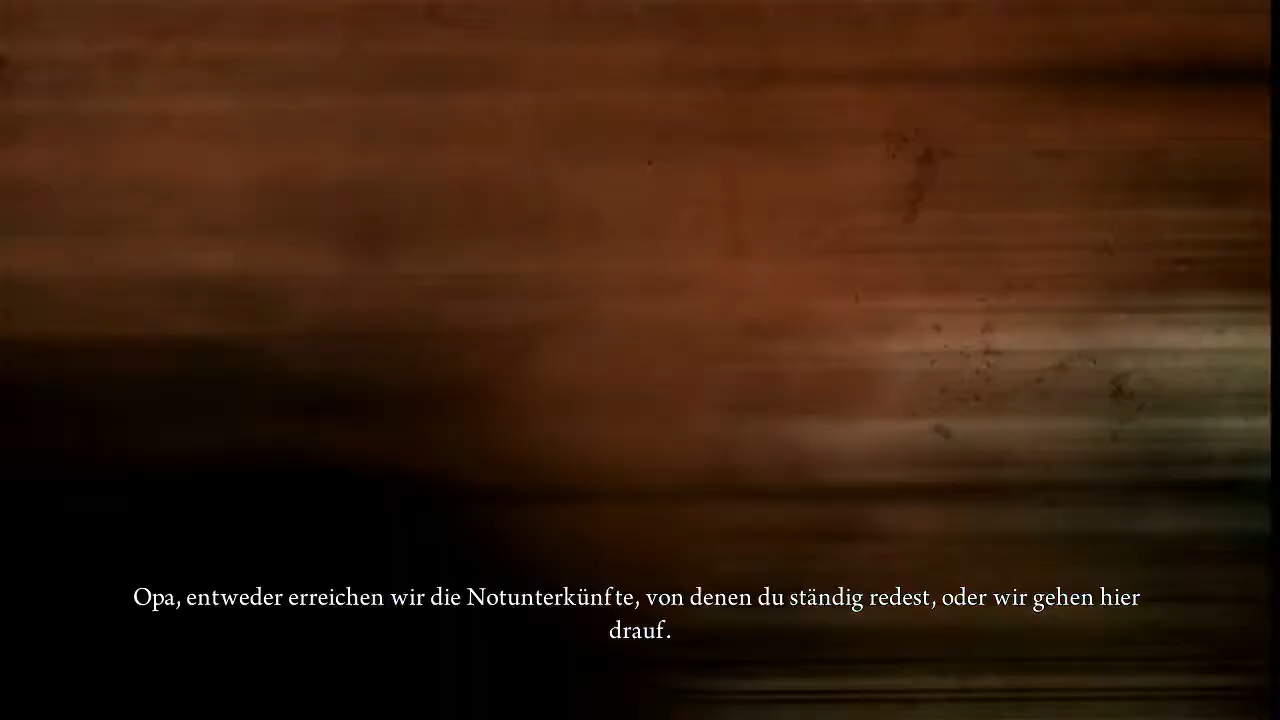 Opa, entweder erreichen wir die Notunterkünfte, von denen du ständig redest, oder wir gehen hier
drauf.